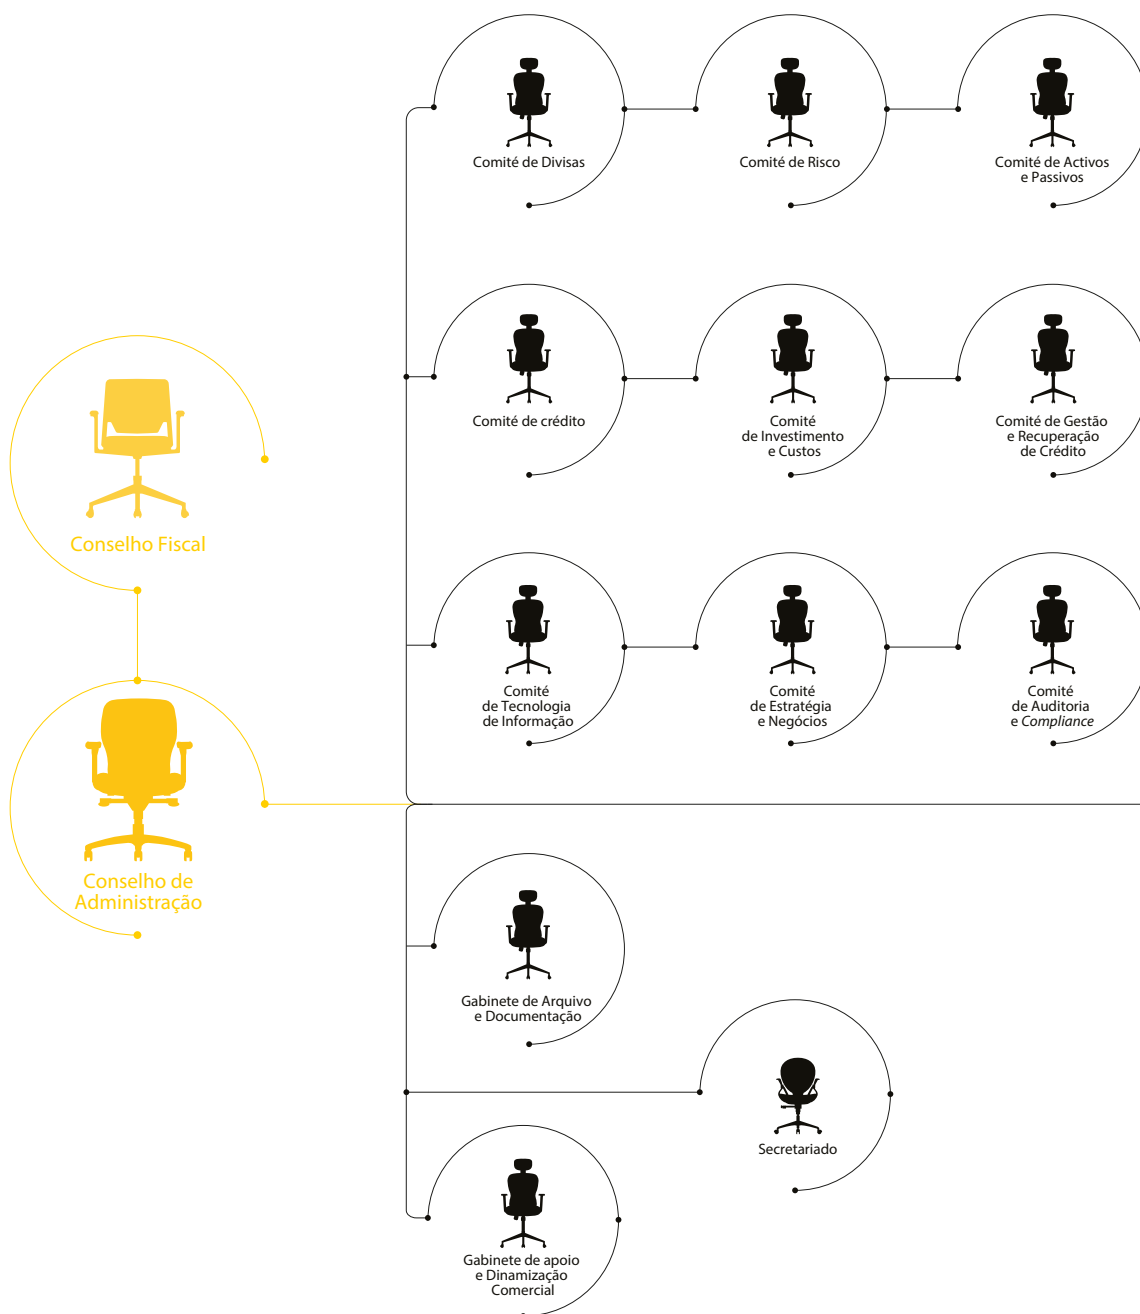 Comité de Divisas
Comité de Risco
Comité de Activos
e Passivos
Comité de crédito
Comité
de Investimento
e Custos
Comité de Gestão
e Recuperação
de Crédito
Conselho Fiscal
Comité
de Tecnologia
de Informação
Comité
de Estratégia
e Negócios
Comité
de Auditoria
e Compliance
Conselho de
Administração
Gabinete de Arquivo
e Documentação
Secretariado
Gabinete de apoio
e Dinamização
Comercial